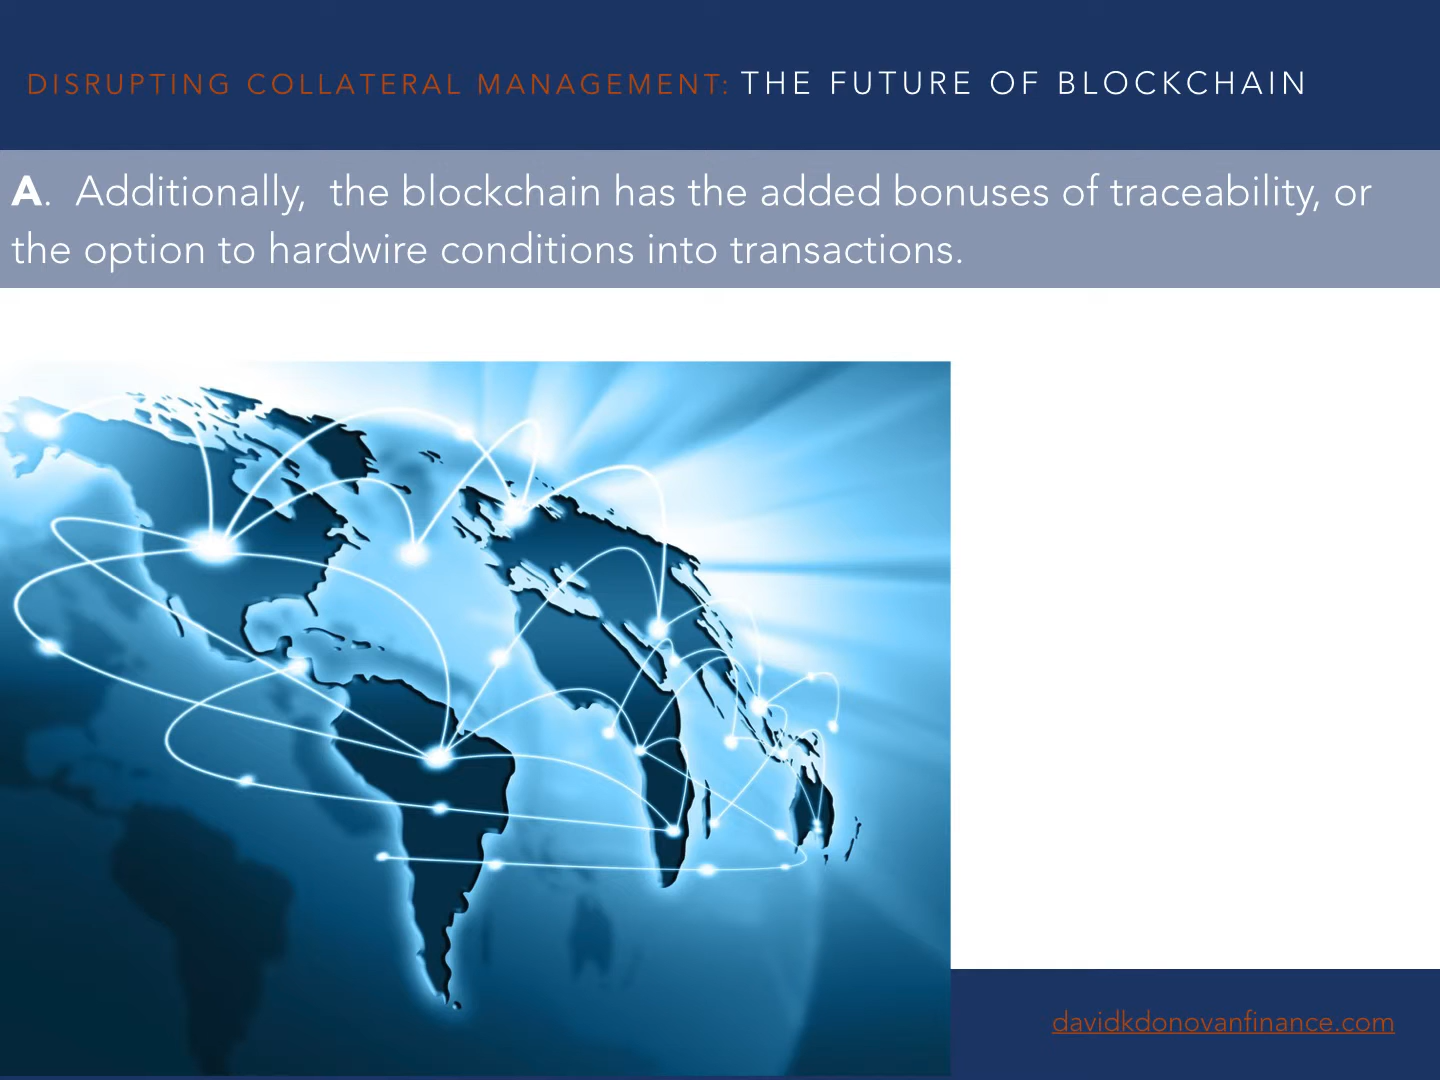 DISRUPTING COLLATERAL MANAGEMENT: THE FUTURE OF BLOCKCHAIN
A.  Additionally,  the blockchain has the added bonuses of traceability, or
the option to hardwire conditions into transactions.
davidkdonovanfinance.com